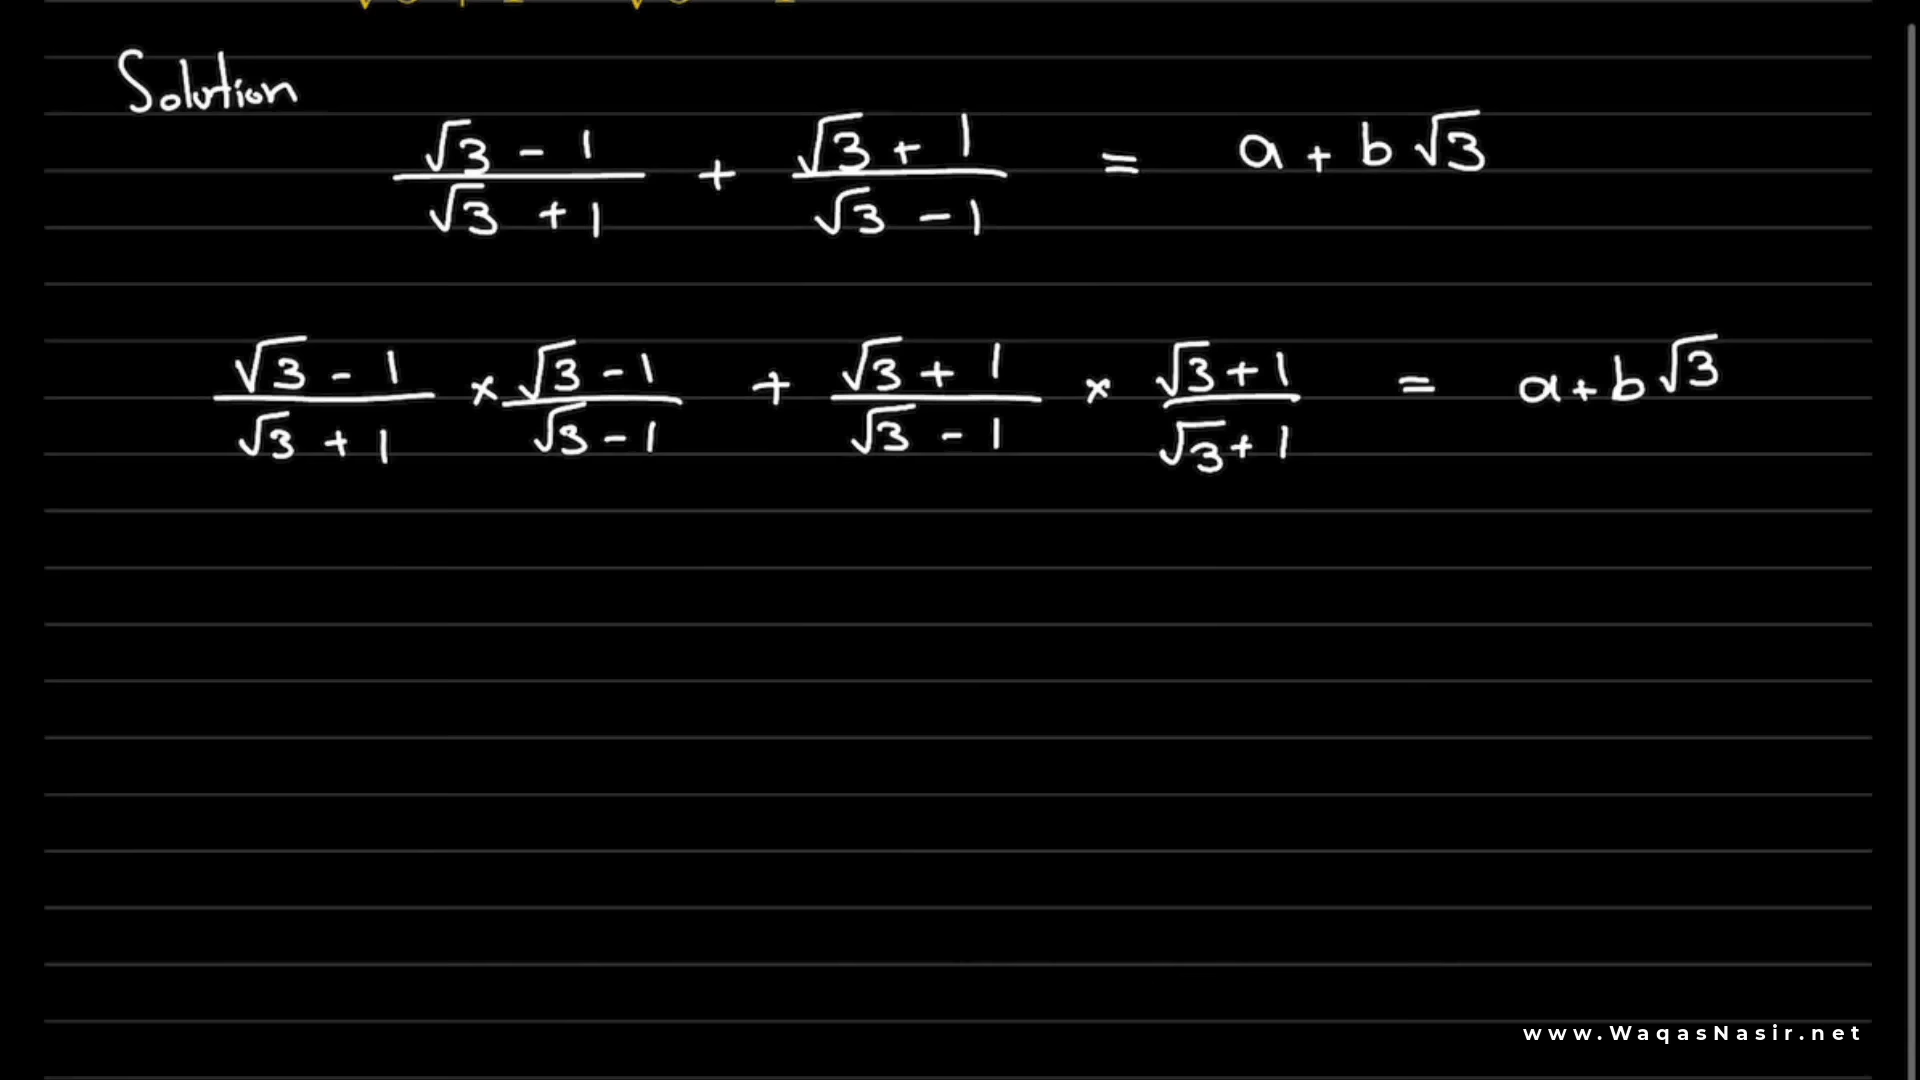 Solution
(√3 - 1)/(√3 + 1) + (√3 + 1)/(√3 - 1) = a + b√3
(√3 - 1)/(√3 + 1) × (√3 - 1)/(√3 - 1) + (√3 + 1)/(√3 - 1) × (√3 + 1)/(√3 + 1) = a + b√3
www.WaqasNasir.net